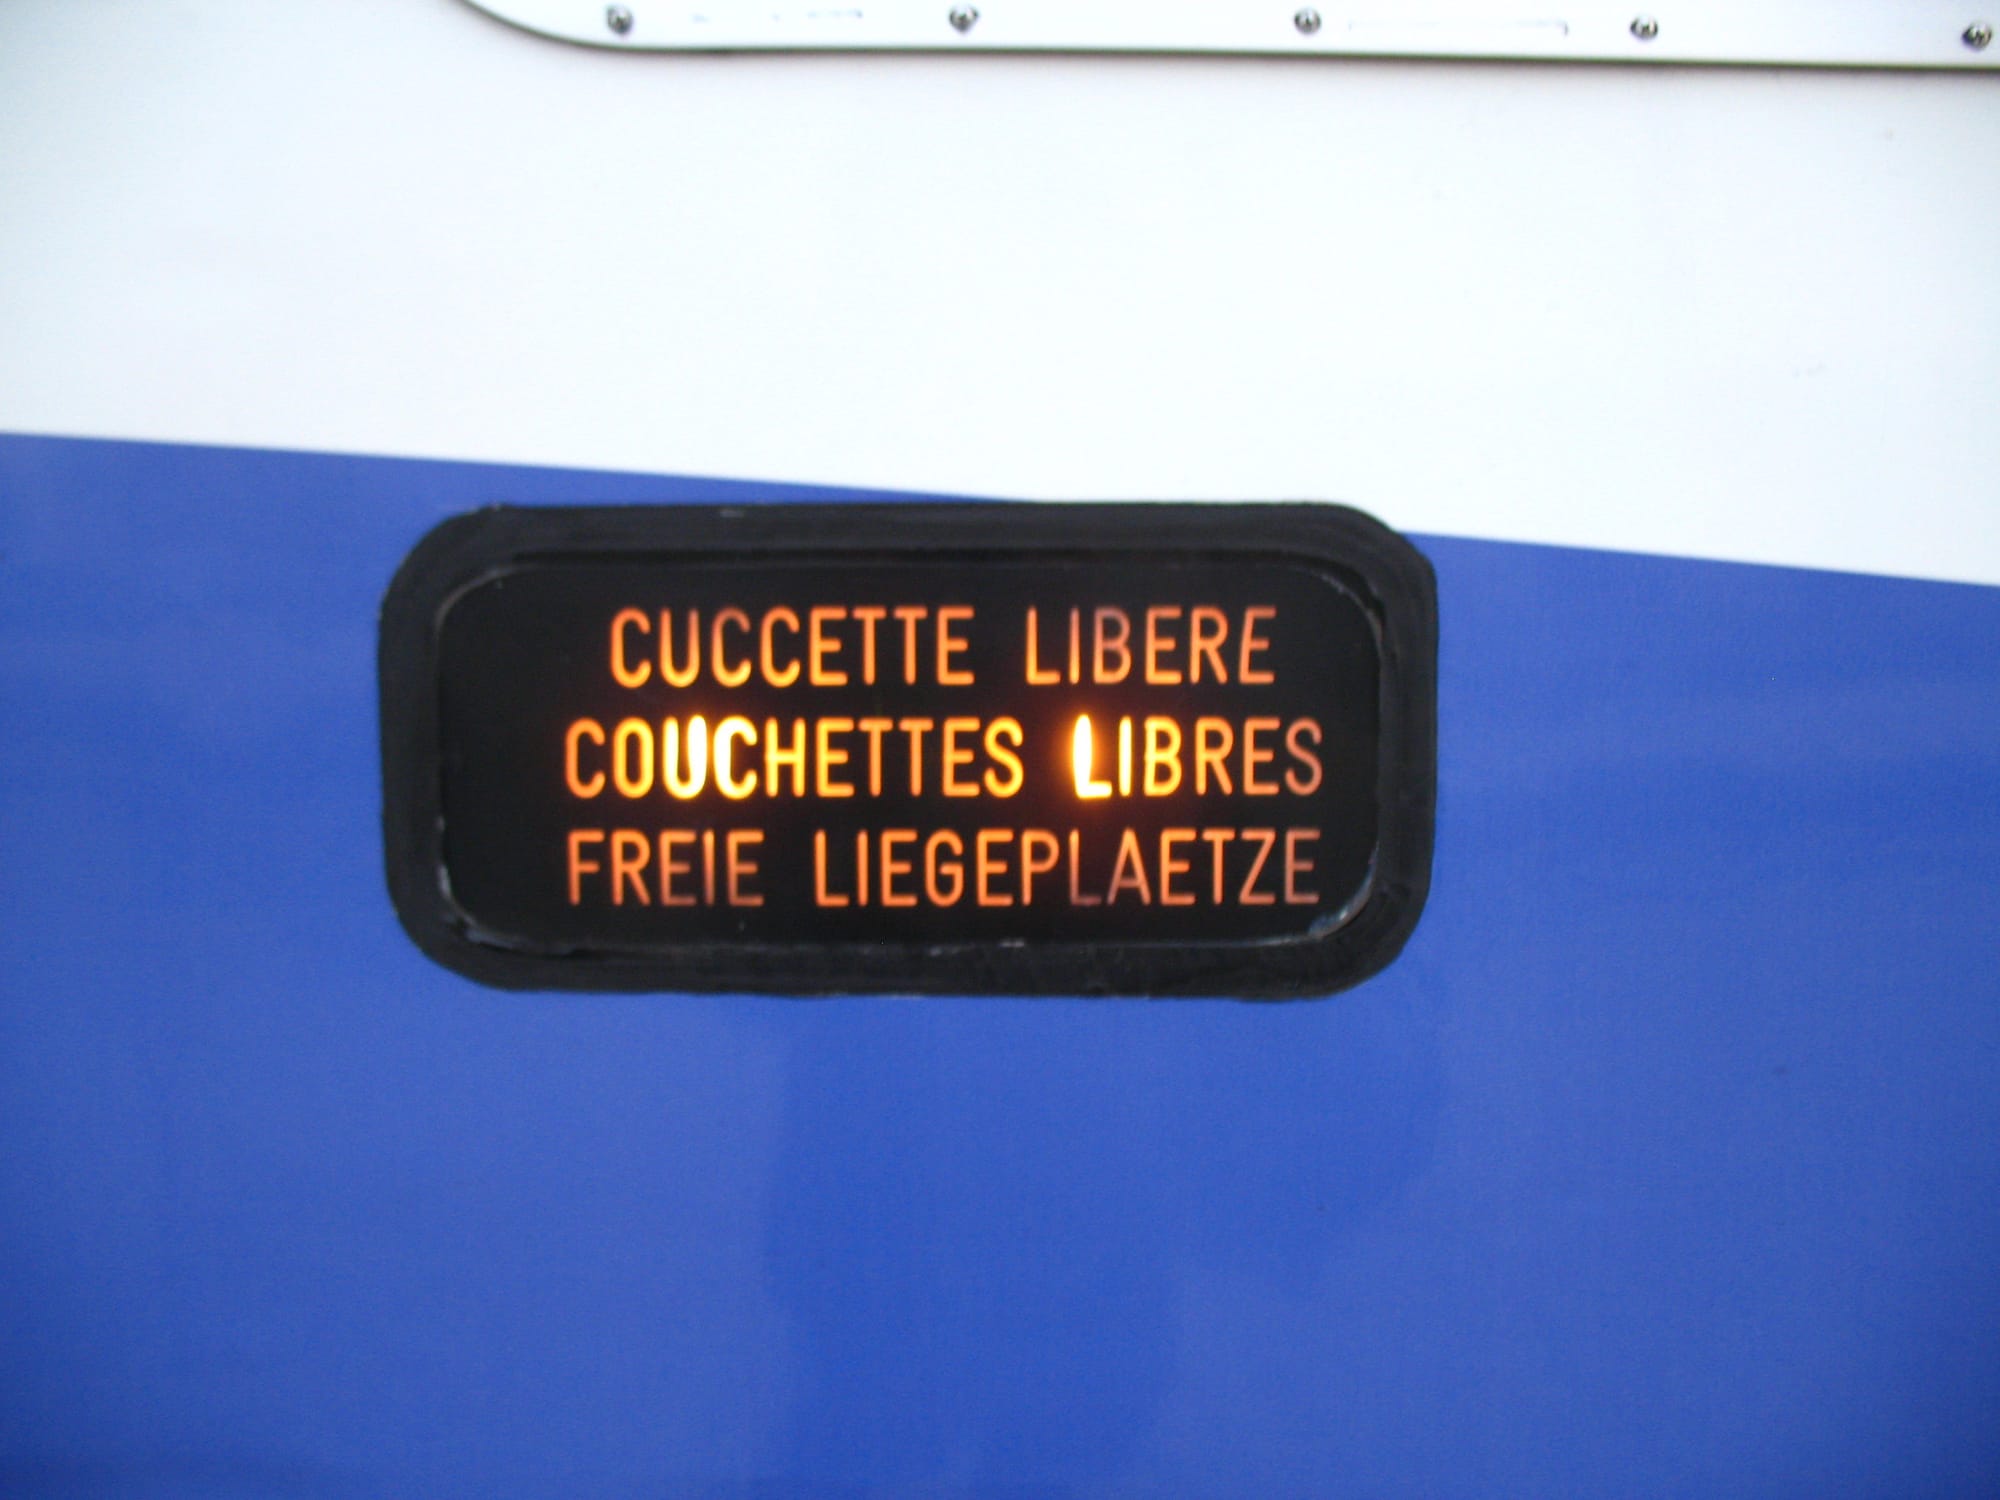 CUCCETTE LIBERE
COUCHETTES LIBRES
FREIE LIEGEPLAETZE